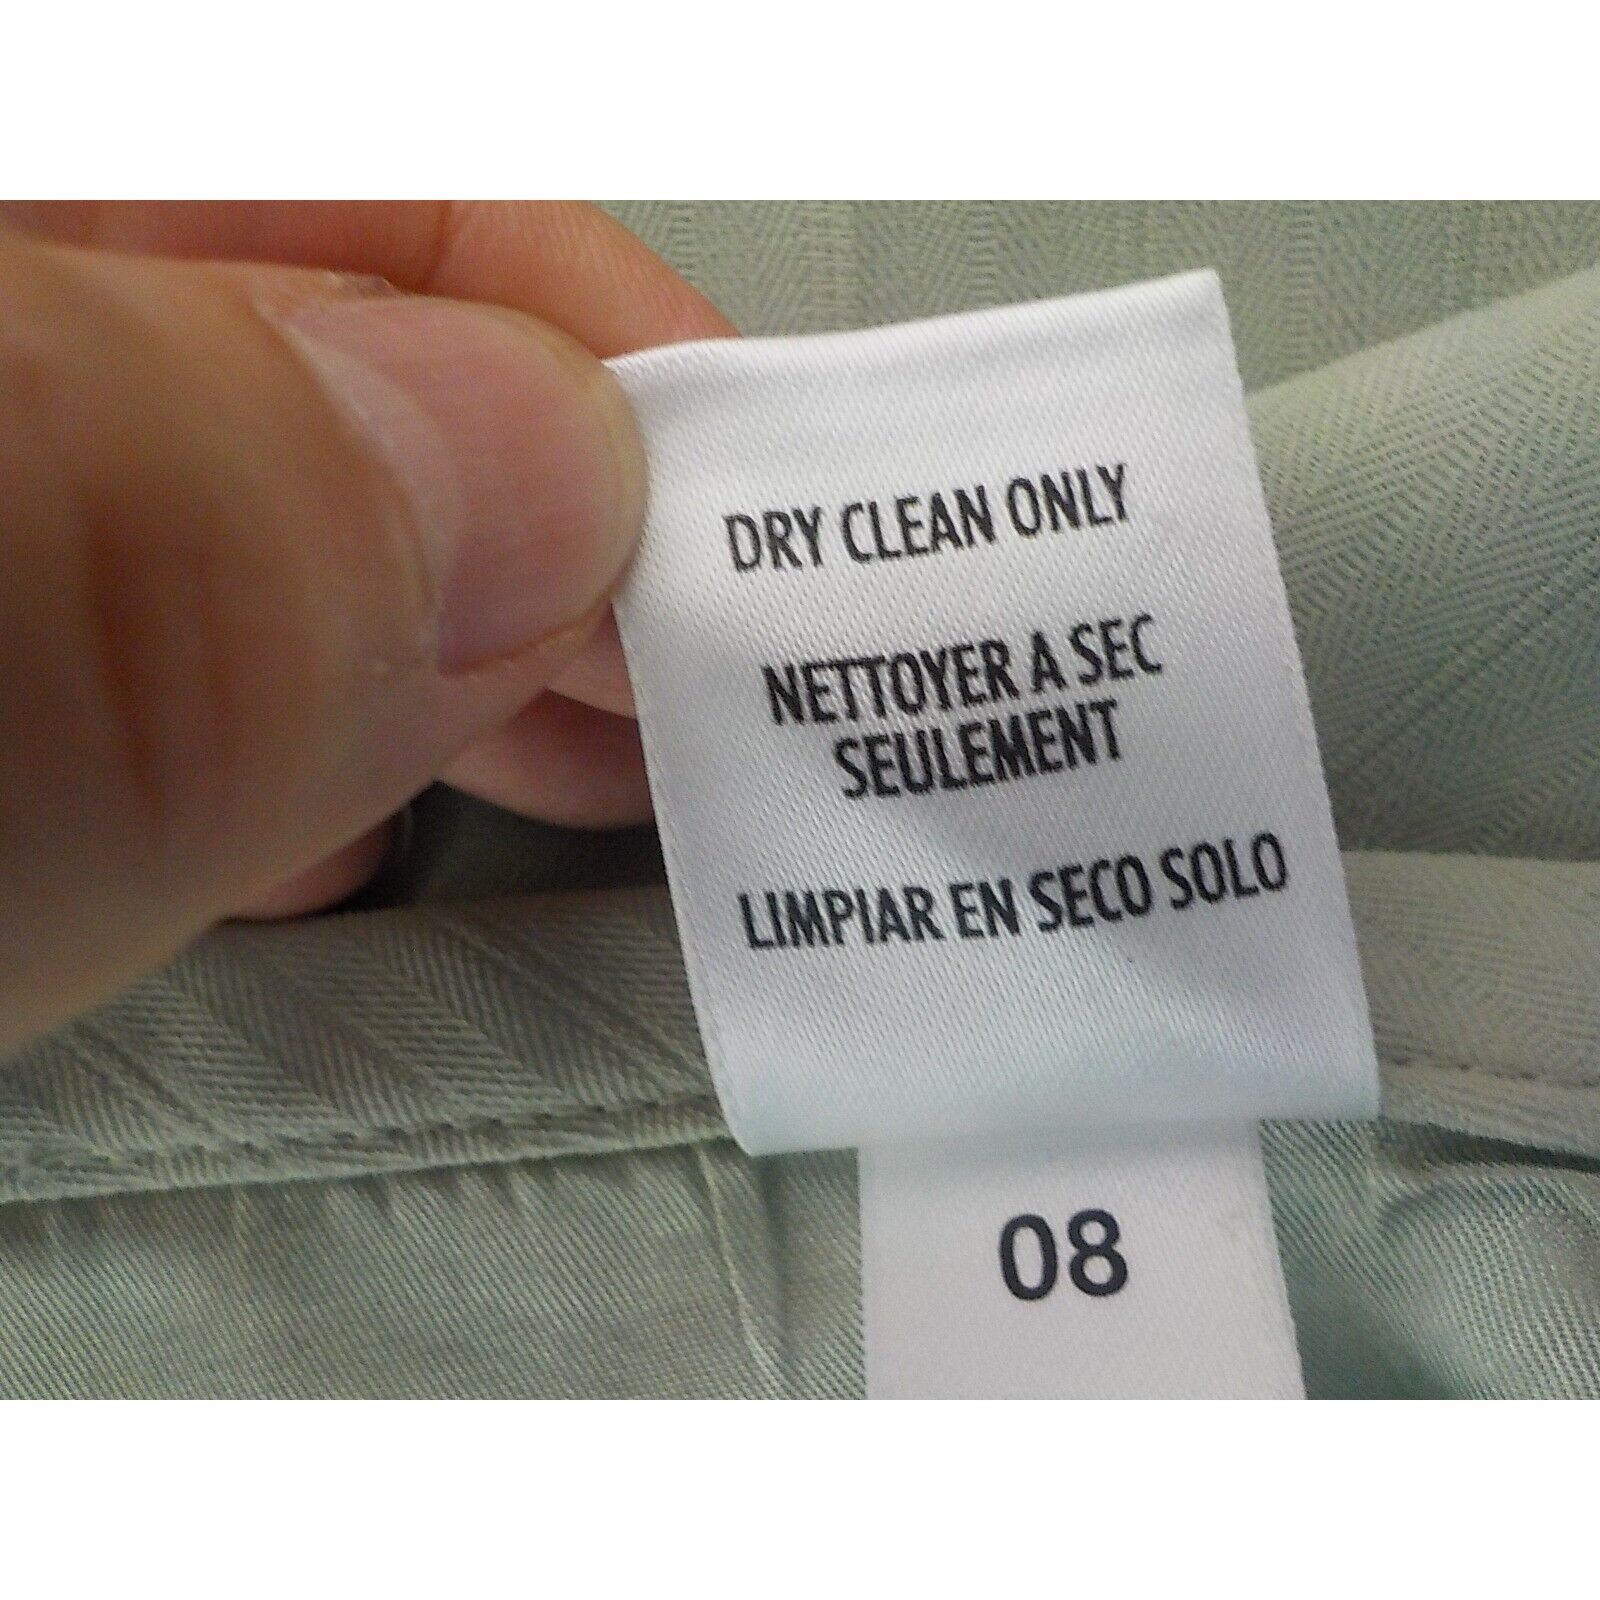 DRY CLEAN ONLY
NETTOYER A SEC
SEULEMENT
LIMPIAR EN SECO SOLO
08